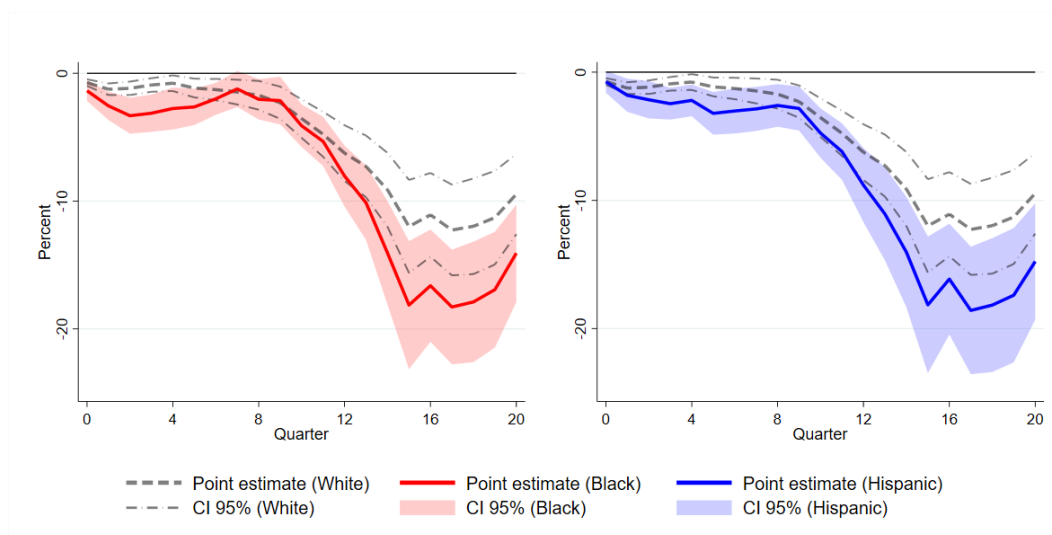 0
-10
-20
Percent
0 4 8 12 16 20
Quarter
0
-10
-20
Percent
0 4 8 12 16 20
Quarter
Point estimate (White) Point estimate (Black) Point estimate (Hispanic)
CI 95% (White) CI 95% (Black) CI 95% (Hispanic)